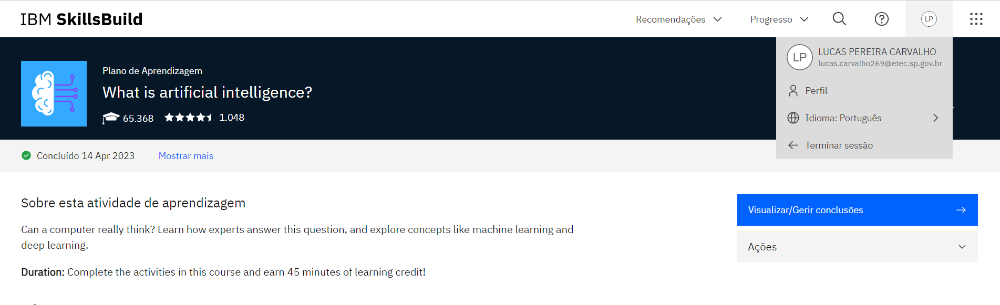 IBM SkillsBuild
Recomendações
Progresso
LP
LP
LUCAS PEREIRA CARVALHO
lucas.carvalho269@etec.sp.gov.br
Perfil
Idioma: Português
Terminar sessão
Plano de Aprendizagem
What is artificial intelligence?
65.368
1.048
Concluído 14 Apr 2023
Mostrar mais
Sobre esta atividade de aprendizagem
Can a computer really think? Learn how experts answer this question, and explore concepts like machine learning and
deep learning.
Duration: Complete the activities in this course and earn 45 minutes of learning credit!
Visualizar/Gerir conclusões
Ações